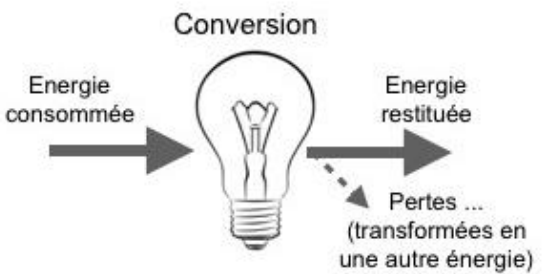 Conversion
Energie
consommée
Energie
restituée
Pertes ...
(transformées en
une autre énergie)